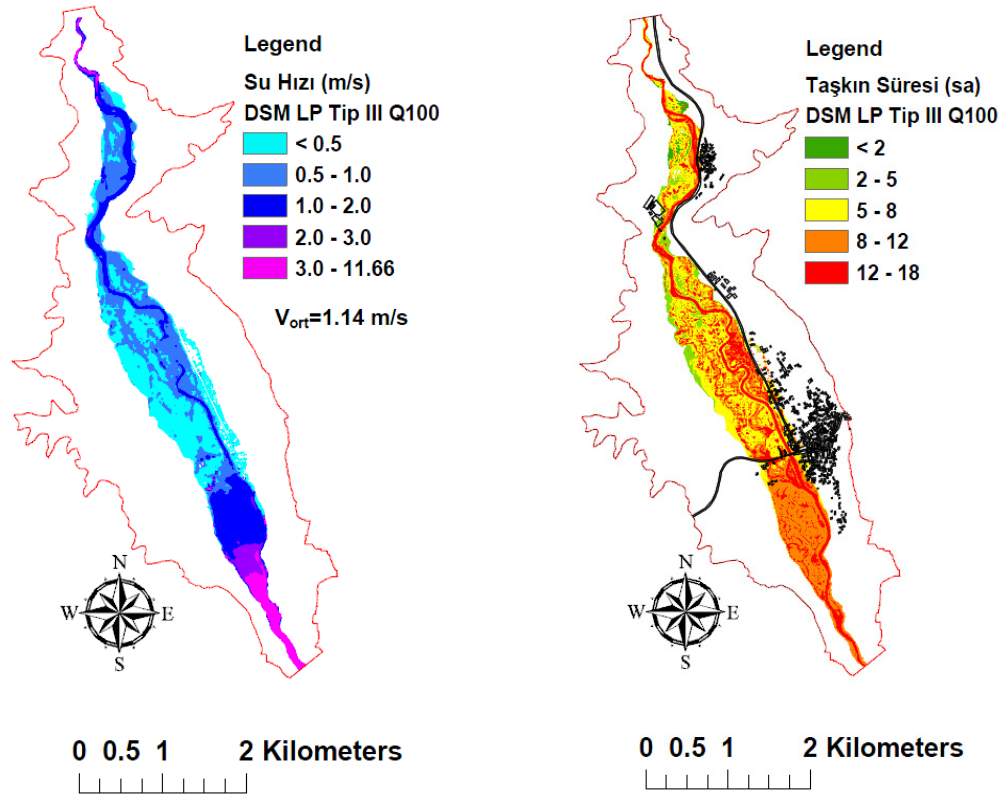 Legend
Su Hızı (m/s)
DSM LP Tip III Q100
< 0.5
0.5 - 1.0
1.0 - 2.0
2.0 - 3.0
3.0 - 11.66
Vort=1.14 m/s
N
W E
S
0 0.5 1 2 Kilometers
Legend
Taşkın Süresi (sa)
DSM LP Tip III Q100
< 2
2 - 5
5 - 8
8 - 12
12 - 18
N
W E
S
0 0.5 1 2 Kilometers